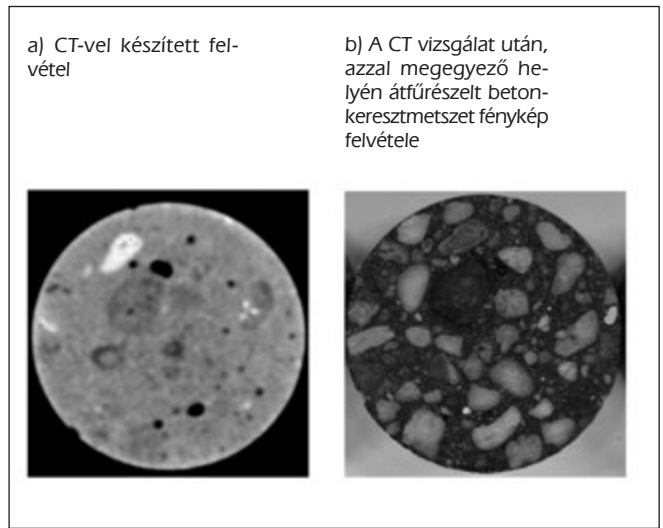 a) CT-vel készített fel-
vétel
b) A CT vizsgálat után,
azzal megegyező he-
lyén átfűrészelt beton-
keresztmetszet fénykép
felvétele